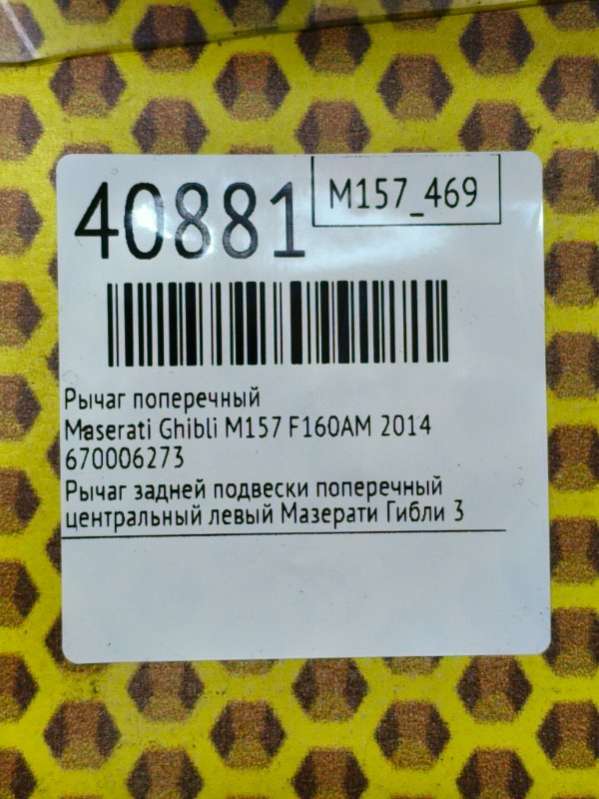 40881
M157_469
Рычаг поперечный
Maserati Ghibli M157 F160AM 2014
670006273
Рычаг задней подвески поперечный
центральный левый Мазерати Гибли 3